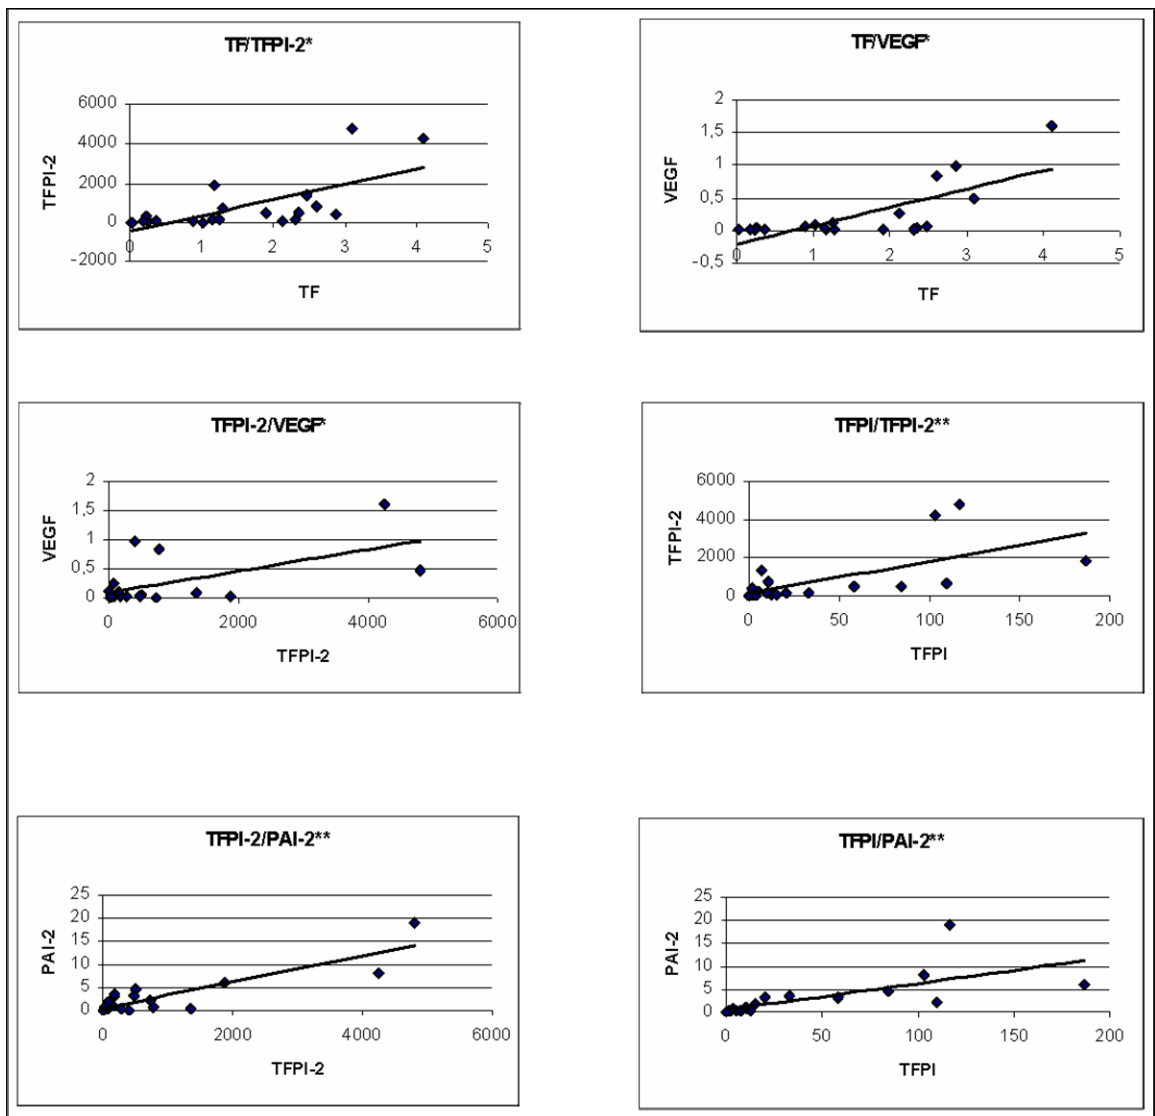 TF/TFPI-2*
6000
4000
2000
0
-2000
0 1 2 3 4 5
TFPI-2
TF
TF/VEGF*
2
1,5
1
0,5
0
-0,5
0 1 2 3 4 5
VEGF
TF
TFPI-2/VEGF*
2
1,5
1
0,5
0
0 2000 4000 6000
VEGF
TFPI-2
TFPI/TFPI-2**
6000
4000
2000
0
0 50 100 150 200
TFPI-2
TFPI
TFPI-2/PAI-2**
25
20
15
10
5
0
0 2000 4000 6000
PAI-2
TFPI-2
TFPI/PAI-2**
25
20
15
10
5
0
0 50 100 150 200
PAI-2
TFPI